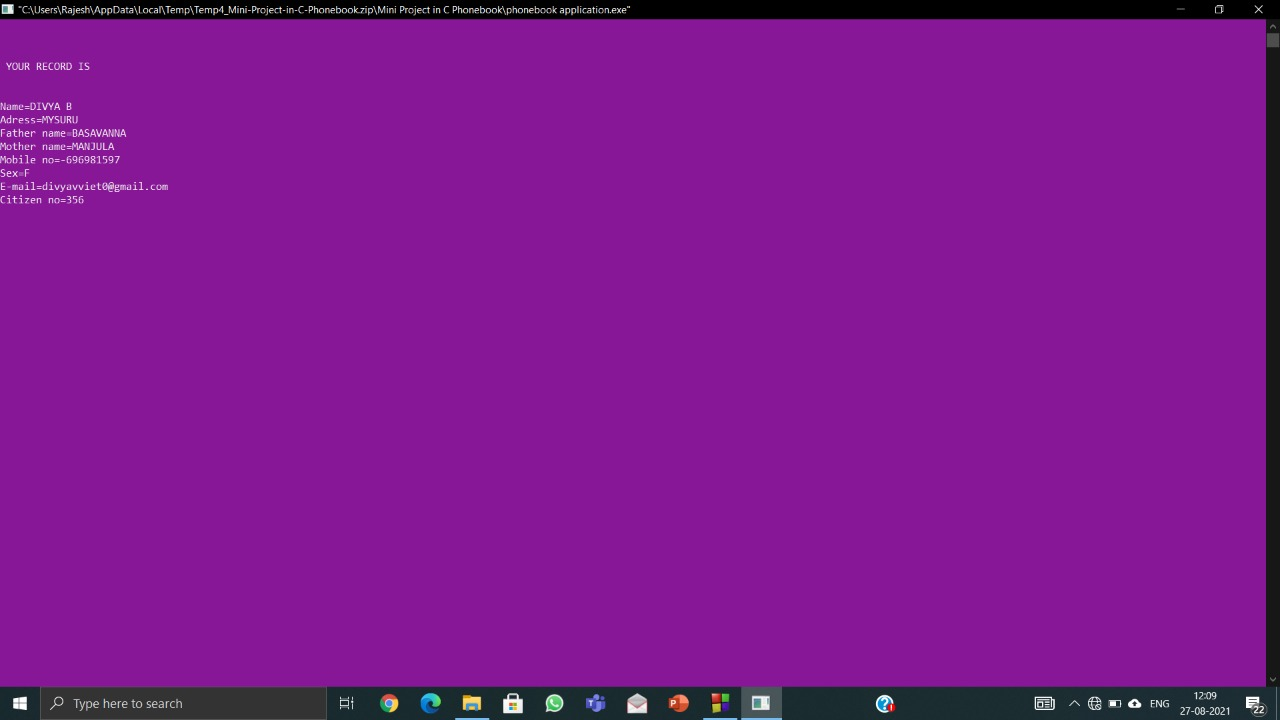 "C:\Users\Rajesh\AppData\Local\Temp\Temp4_Mini-Project-in-C-Phonebook.zip\Mini Project in C Phonebook\phonebook application.exe"
YOUR RECORD IS
Name=DIVYA B
Adress=MYSURU
Father name=BASAVANNA
Mother name=MANJULA
Mobile no=-696981597
Sex=F
E-mail=divyavviet0@gmail.com
Citizen no=356
Type here to search
ENG
12:09
27-08-2021
22